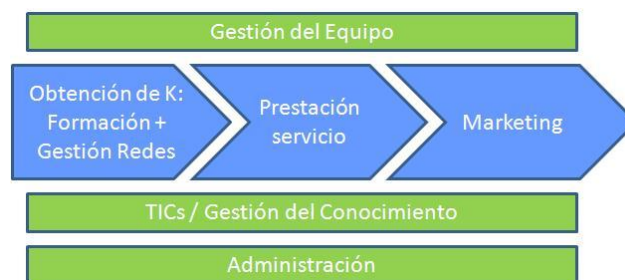 Gestión del Equipo
Obtención de K:
Formación +
Gestión Redes
Prestación
servicio
Marketing
TICs / Gestión del Conocimiento
Administración